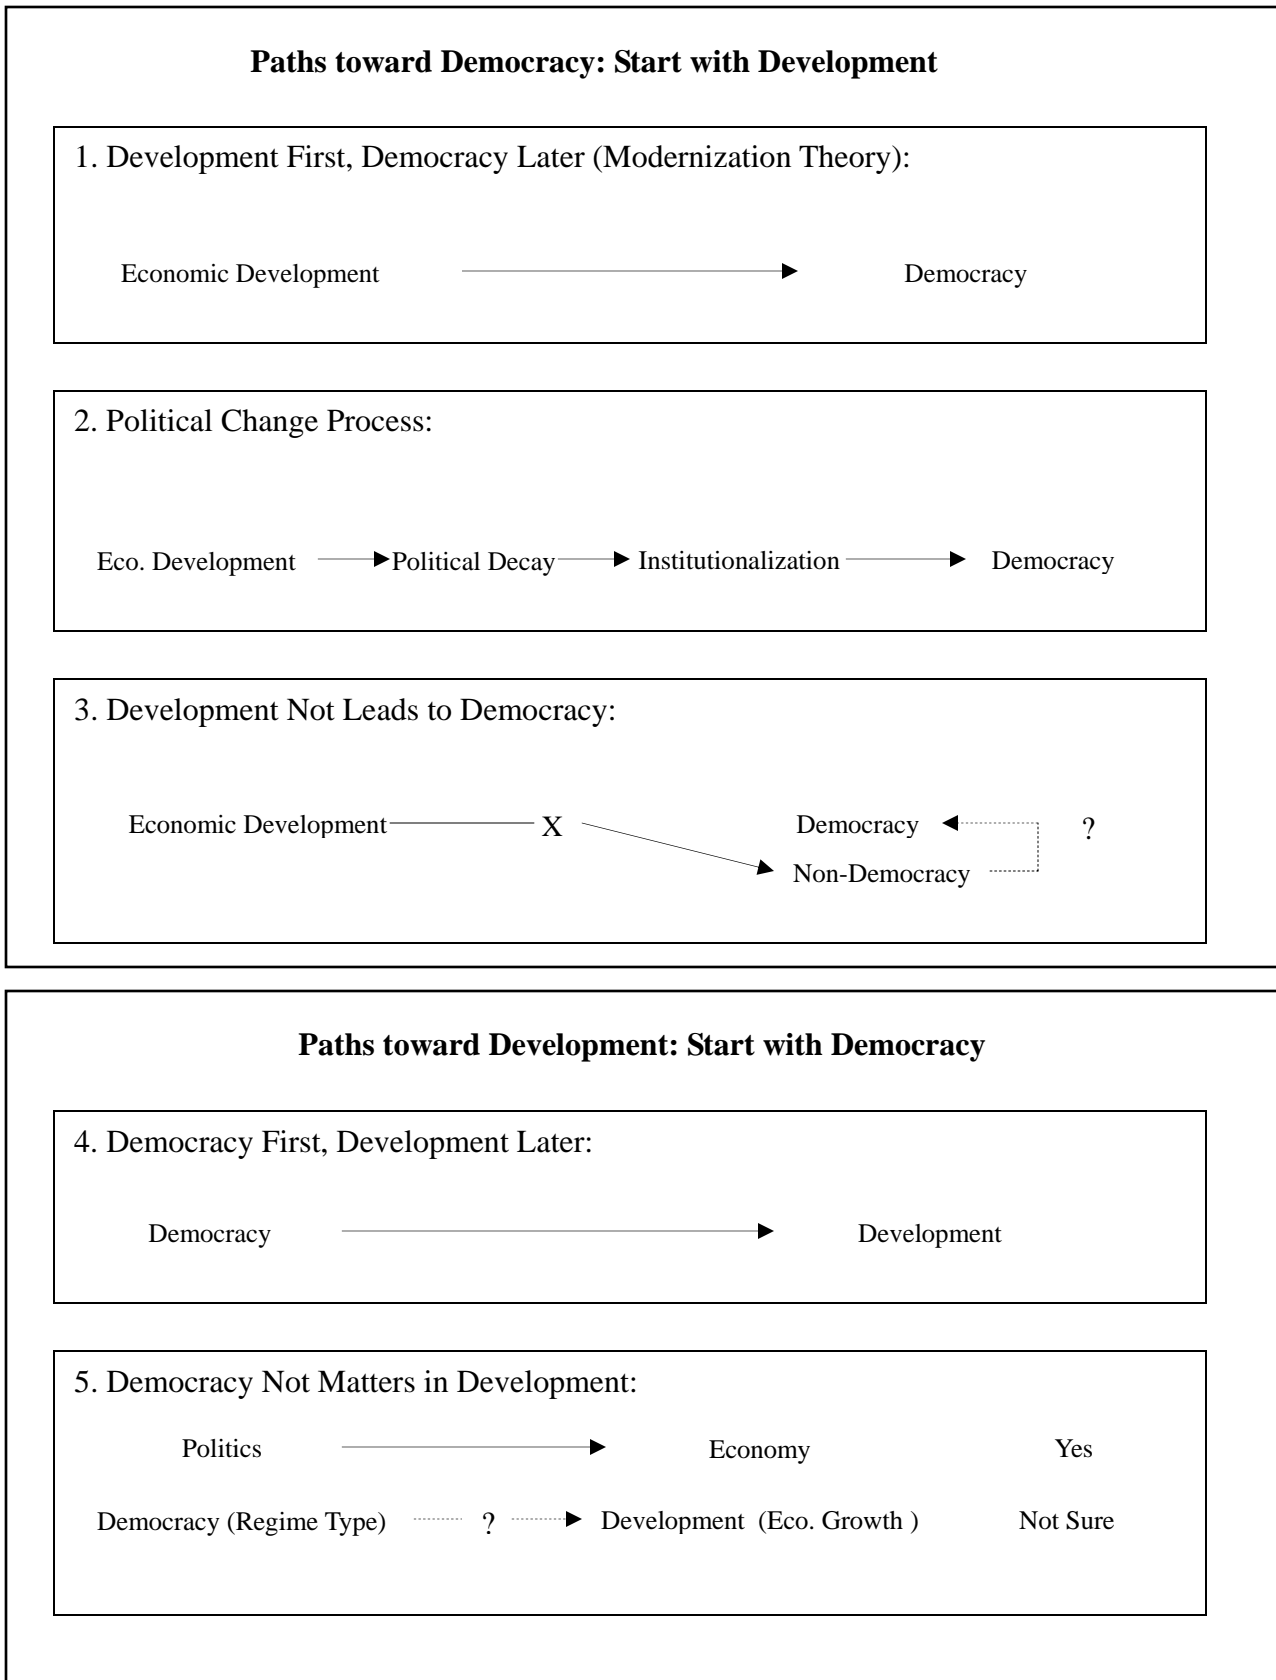 Paths toward Democracy: Start with Development
1. Development First, Democracy Later (Modernization Theory):
Economic Development Democracy
2. Political Change Process:
Eco. Development Political Decay Institutionalization Democracy
3. Development Not Leads to Democracy:
Economic Development X Democracy ?
Non-Democracy
Paths toward Development: Start with Democracy
4. Democracy First, Development Later:
Democracy Development
5. Democracy Not Matters in Development:
Politics Economy Yes
Democracy (Regime Type) ? Development (Eco. Growth ) Not Sure